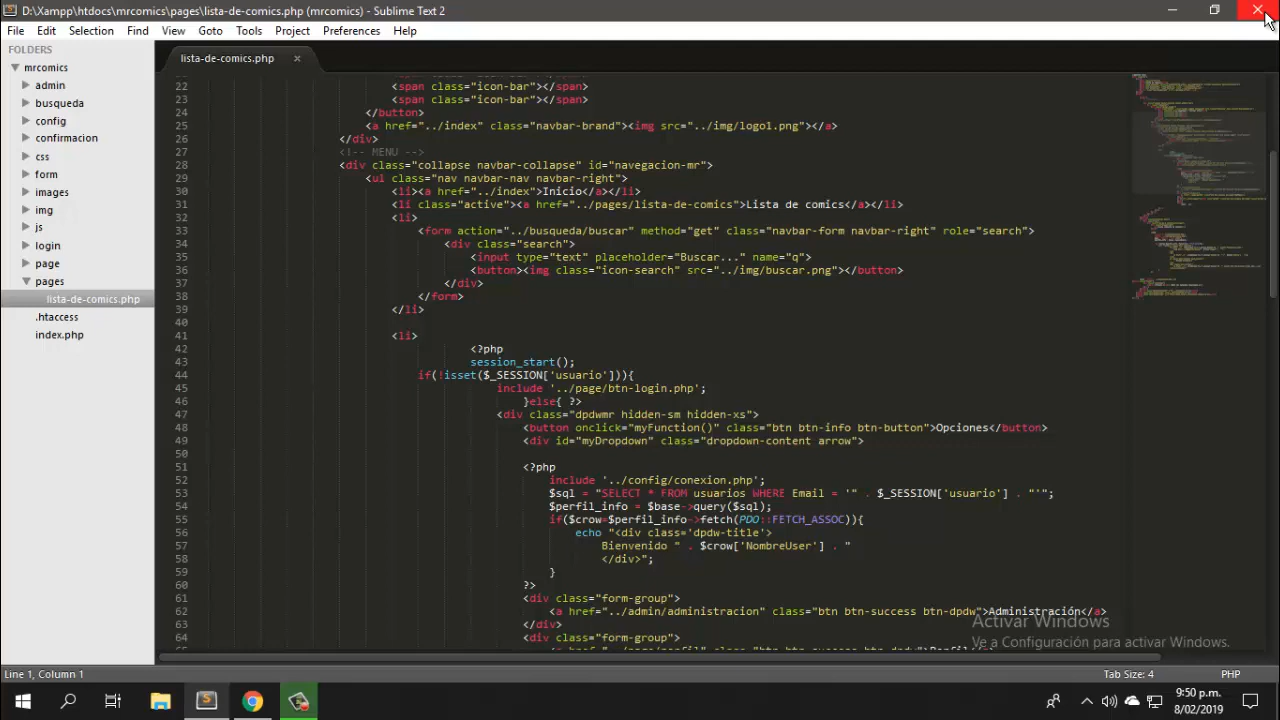 D:\Xampp\htdocs\mrcomics\pages\lista-de-comics.php (mrcomics) - Sublime Text 2
File Edit Selection Find View Goto Tools Project Preferences Help
FOLDERS
mrcomics
admin
busqueda
config
confirmacion
css
form
images
img
js
login
page
pages
lista-de-comics.php
.htaccess
index.php
lista-de-comics.php
22 <span class="icon-bar"></span>
23 <span class="icon-bar"></span>
24 </button>
25 <a href="../index" class="navbar-brand"><img src="../img/logo1.png"></a>
26 </div>
27 <!-- MENU -->
28 <div class="collapse navbar-collapse" id="navegacion-mr">
29 <ul class="nav navbar-nav navbar-right">
30 <li><a href="../index">Inicio</a></li>
31 <li class="active"><a href="../pages/lista-de-comics">Lista de comics</a></li>
32 <li>
33 <form action="../busqueda/buscar" method="get" class="navbar-form navbar-right" role="search">
34 <div class="search">
35 <input type="text" placeholder="Buscar..." name="q">
36 <button><img class="icon-search" src="../img/buscar.png"></button>
37 </div>
38 </form>
39 </li>
40
41 <li>
42 <?php
43 session_start();
44 if(!isset($_SESSION['usuario'])){
45 include '../page/btn-login.php';
46 }else{ ?>
47 <div class="dpdwmr hidden-sm hidden-xs">
48 <button onclick="myFunction()" class="btn btn-info btn-button">Opciones</button>
49 <div id="myDropdown" class="dropdown-content arrow">
50
51 <?php
52 include '../config/conexion.php';
53 $sql = "SELECT * FROM usuarios WHERE Email = '" . $_SESSION['usuario'] . "'";
54 $perfil_info = $base->query($sql);
55 if($crow=$perfil_info->fetch(PDO::FETCH_ASSOC)){
56 echo "<div class='dpdw-title'>
57 Bienvenido " . $crow['NombreUser'] . "
58 </div>";
59 }
60 ?>
61 <div class="form-group">
62 <a href="../admin/administracion" class="btn btn-success btn-dpdw">Administración</a>
63 </div>
64 <div class="form-group">
Activar Windows
Ve a Configuración para activar Windows.
Line 1, Column 1
Tab Size: 4
PHP
9:50 p.m.
8/02/2019